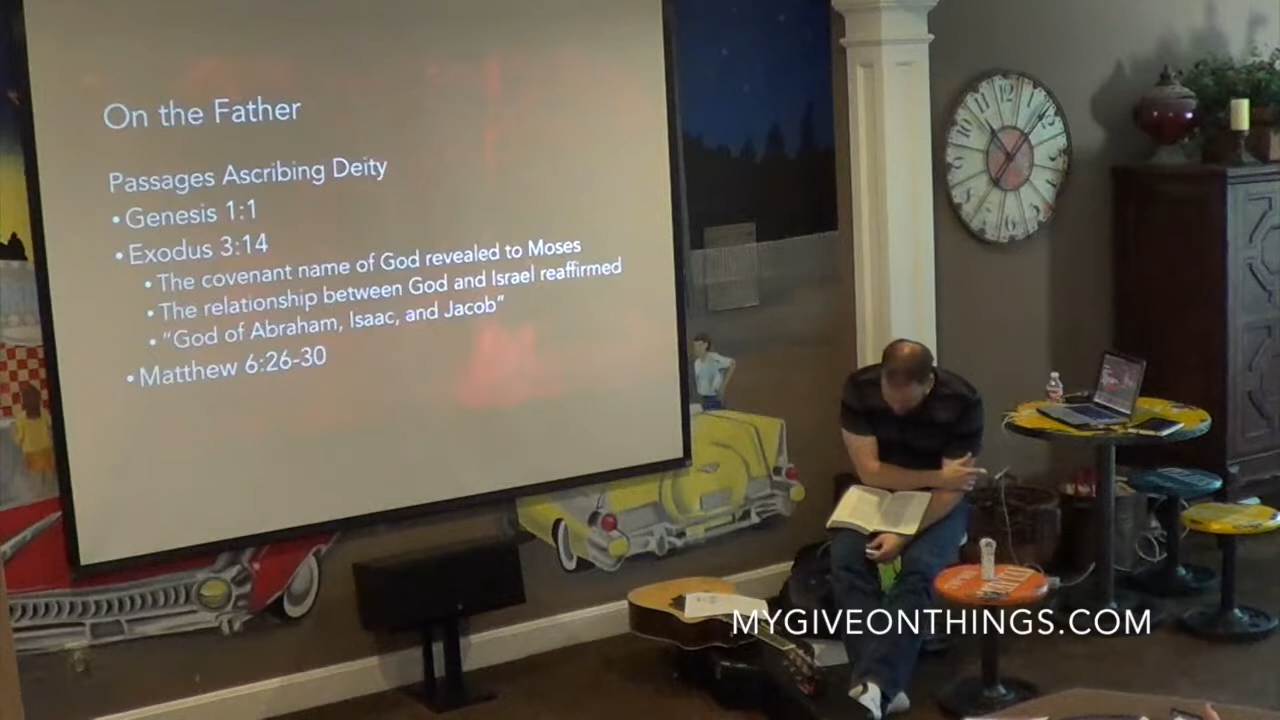 On the Father
Passages Ascribing Deity
•Genesis 1:1
•Exodus 3:14
•The covenant name of God revealed to Moses
•The relationship between God and Israel reaffirmed
•“God of Abraham, Isaac, and Jacob”
•Matthew 6:26-30
MYGIVEONTHINGS.COM